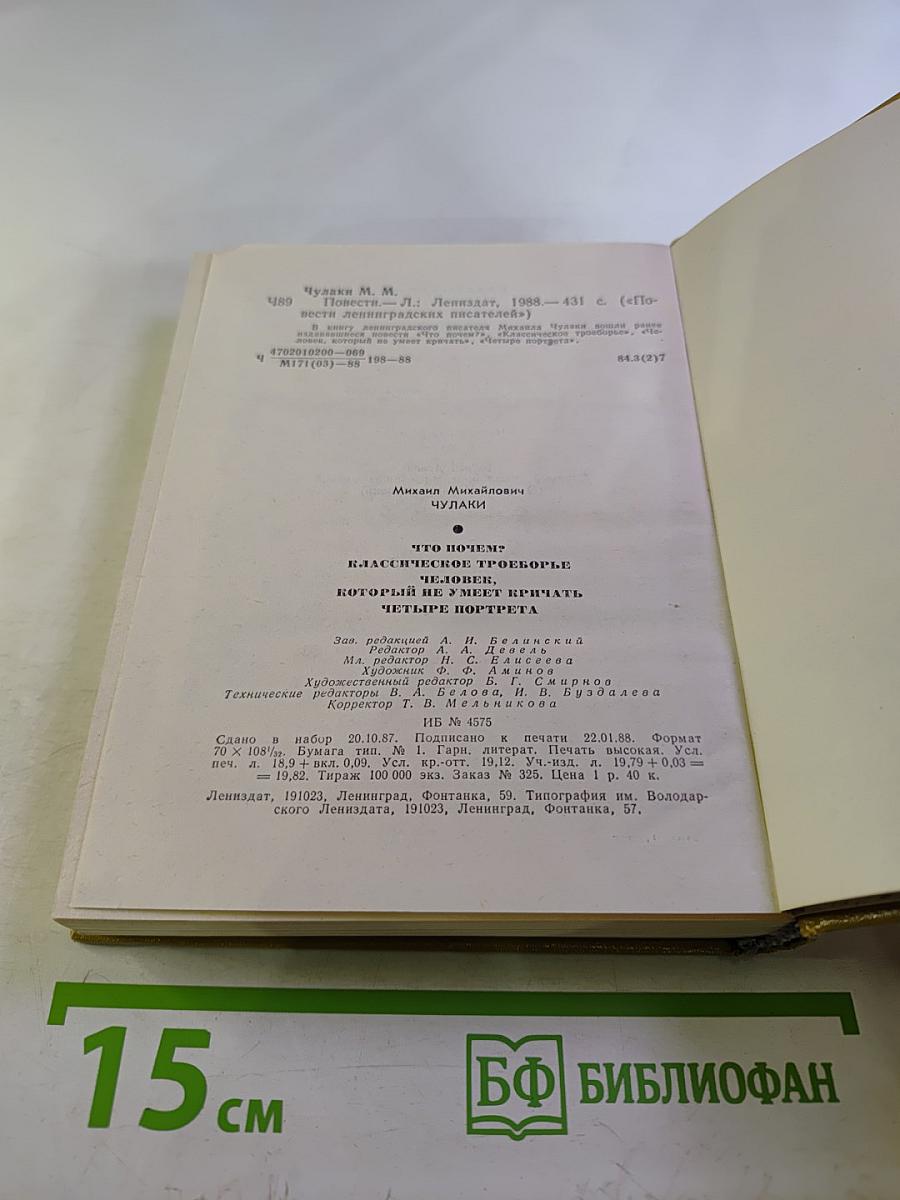 Чулаки М. М.
Ч89 Повести.— Л.: Лениздат, 1988.— 431 с. («По-
вести ленинградских писателей»)
В книгу ленинградского писателя Михаила Чулаки вошли ранее
издававшиеся повести «Что почем?», «Классическое троеборье», «Че-
ловек, который не умеет кричать», «Четыре портрета».
Ч 4702010200—069
М171(03)—88 198—88 84.3(2)7
Михаил Михайлович
ЧУЛАКИ
ЧТО ПОЧЕМ?
КЛАССИЧЕСКОЕ ТРОЕБОРЬЕ
ЧЕЛОВЕК,
КОТОРЫЙ НЕ УМЕЕТ КРИЧАТЬ
ЧЕТЫРЕ ПОРТРЕТА
Зав. редакцией А. И. Белинский
Редактор А. А. Девель
Мл. редактор Н. С. Елисеева
Художник Ф. Ф. Аминов
Художественный редактор Б. Г. Смирнов
Технические редакторы В. А. Белова, И. В. Буздалева
Корректор Т. В. Мельникова
ИБ № 4575
Сдано в набор 20.10.87. Подписано к печати 22.01.88. Формат
70 × 108¹/₃₂. Бумага тип. № 1. Гарн. литерат. Печать высокая. Усл.
печ. л. 18,9 + вкл. 0,09. Усл. кр.-отт. 19,12. Уч.-изд. л. 19,79 + 0,03 =
= 19,82. Тираж 100 000 экз. Заказ № 325. Цена 1 р. 40 к.
Лениздат, 191023, Ленинград, Фонтанка, 59. Типография им. Володар-
ского Лениздата, 191023, Ленинград, Фонтанка, 57.
15 см
БФ БИБЛИОФАН